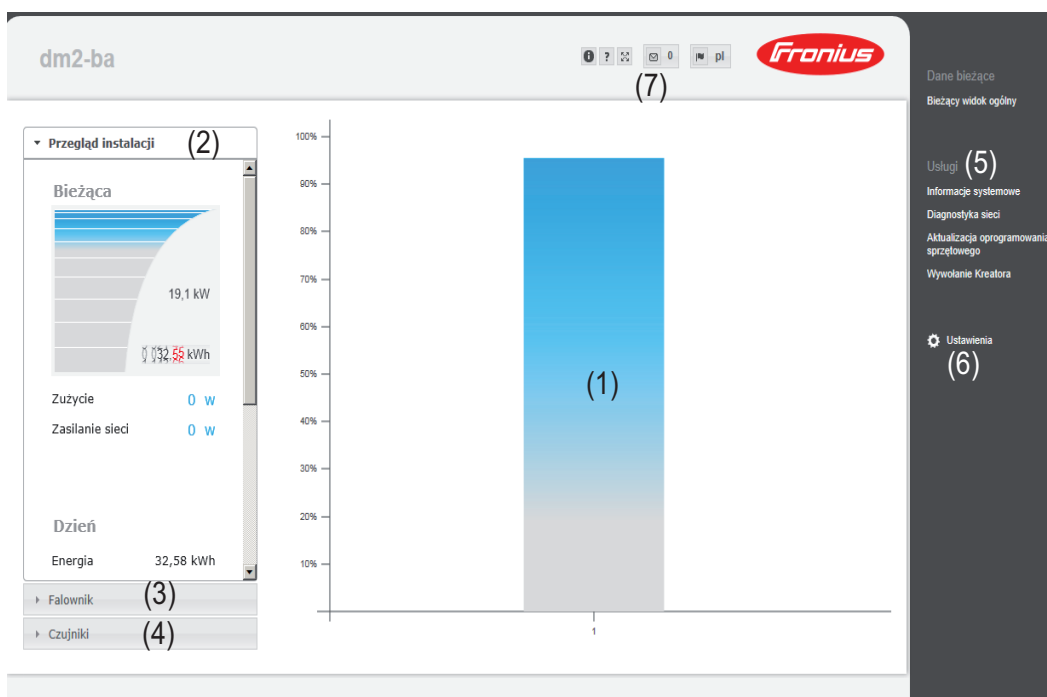 dm2-ba
i ? 0 pl
Fronius
(7)
Przegląd instalacji (2)
Bieżąca
19,1 kW
032,55 kWh
Zużycie 0 W
Zasilanie sieci 0 W
Dzień
Energia 32,58 kWh
Falownik (3)
Czujniki (4)
100%
90%
80%
70%
60%
50%
40%
30%
20%
10%
(1)
1
Dane bieżące
Bieżący widok ogólny
Usługi (5)
Informacje systemowe
Diagnostyka sieci
Aktualizacja oprogramowania
sprzętowego
Wywołanie Kreatora
Ustawienia
(6)